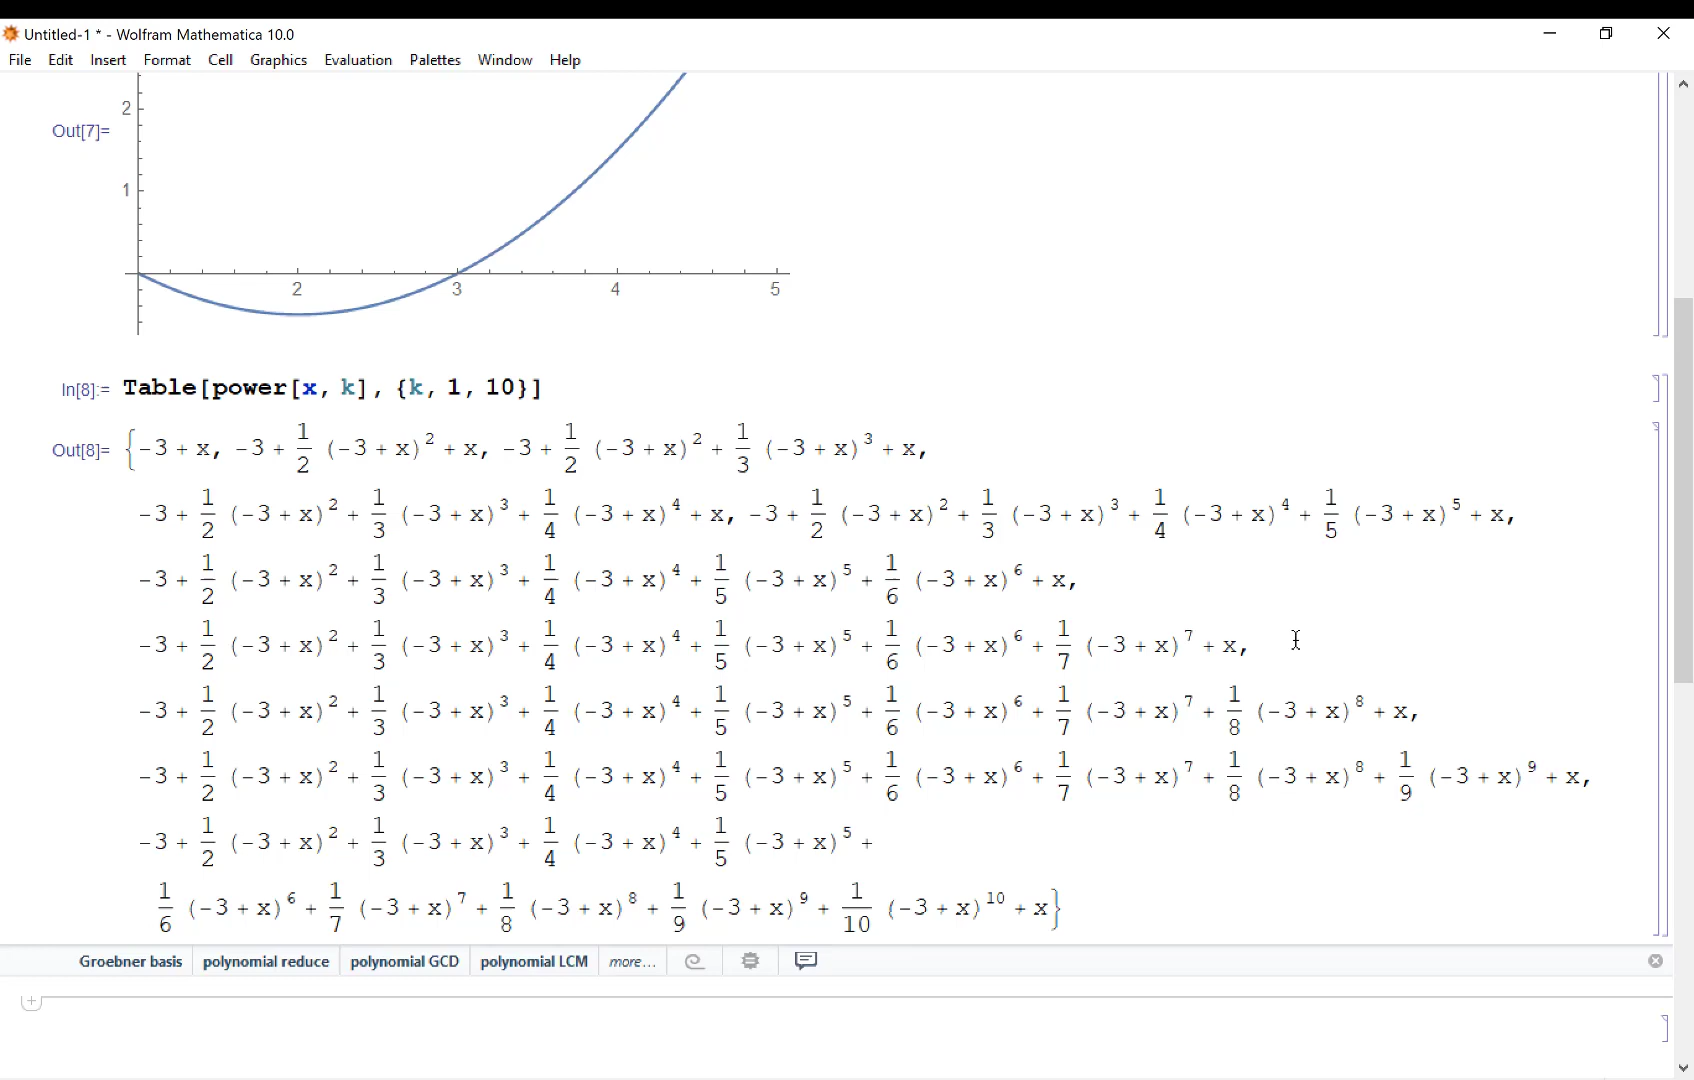 Untitled-1 * - Wolfram Mathematica 10.0
File Edit Insert Format Cell Graphics Evaluation Palettes Window Help
2
Out[7]=
1
2 3 4 5
In[8]:= Table[power[x, k], {k, 1, 10}]
Out[8]= {-3 + x, -3 + 1/2 (-3 + x)^2 + x, -3 + 1/2 (-3 + x)^2 + 1/3 (-3 + x)^3 + x,
-3 + 1/2 (-3 + x)^2 + 1/3 (-3 + x)^3 + 1/4 (-3 + x)^4 + x, -3 + 1/2 (-3 + x)^2 + 1/3 (-3 + x)^3 + 1/4 (-3 + x)^4 + 1/5 (-3 + x)^5 + x,
-3 + 1/2 (-3 + x)^2 + 1/3 (-3 + x)^3 + 1/4 (-3 + x)^4 + 1/5 (-3 + x)^5 + 1/6 (-3 + x)^6 + x,
-3 + 1/2 (-3 + x)^2 + 1/3 (-3 + x)^3 + 1/4 (-3 + x)^4 + 1/5 (-3 + x)^5 + 1/6 (-3 + x)^6 + 1/7 (-3 + x)^7 + x,
-3 + 1/2 (-3 + x)^2 + 1/3 (-3 + x)^3 + 1/4 (-3 + x)^4 + 1/5 (-3 + x)^5 + 1/6 (-3 + x)^6 + 1/7 (-3 + x)^7 + 1/8 (-3 + x)^8 + x,
-3 + 1/2 (-3 + x)^2 + 1/3 (-3 + x)^3 + 1/4 (-3 + x)^4 + 1/5 (-3 + x)^5 + 1/6 (-3 + x)^6 + 1/7 (-3 + x)^7 + 1/8 (-3 + x)^8 + 1/9 (-3 + x)^9 + x,
-3 + 1/2 (-3 + x)^2 + 1/3 (-3 + x)^3 + 1/4 (-3 + x)^4 + 1/5 (-3 + x)^5 +
1/6 (-3 + x)^6 + 1/7 (-3 + x)^7 + 1/8 (-3 + x)^8 + 1/9 (-3 + x)^9 + 1/10 (-3 + x)^10 + x}
Groebner basis polynomial reduce polynomial GCD polynomial LCM more...